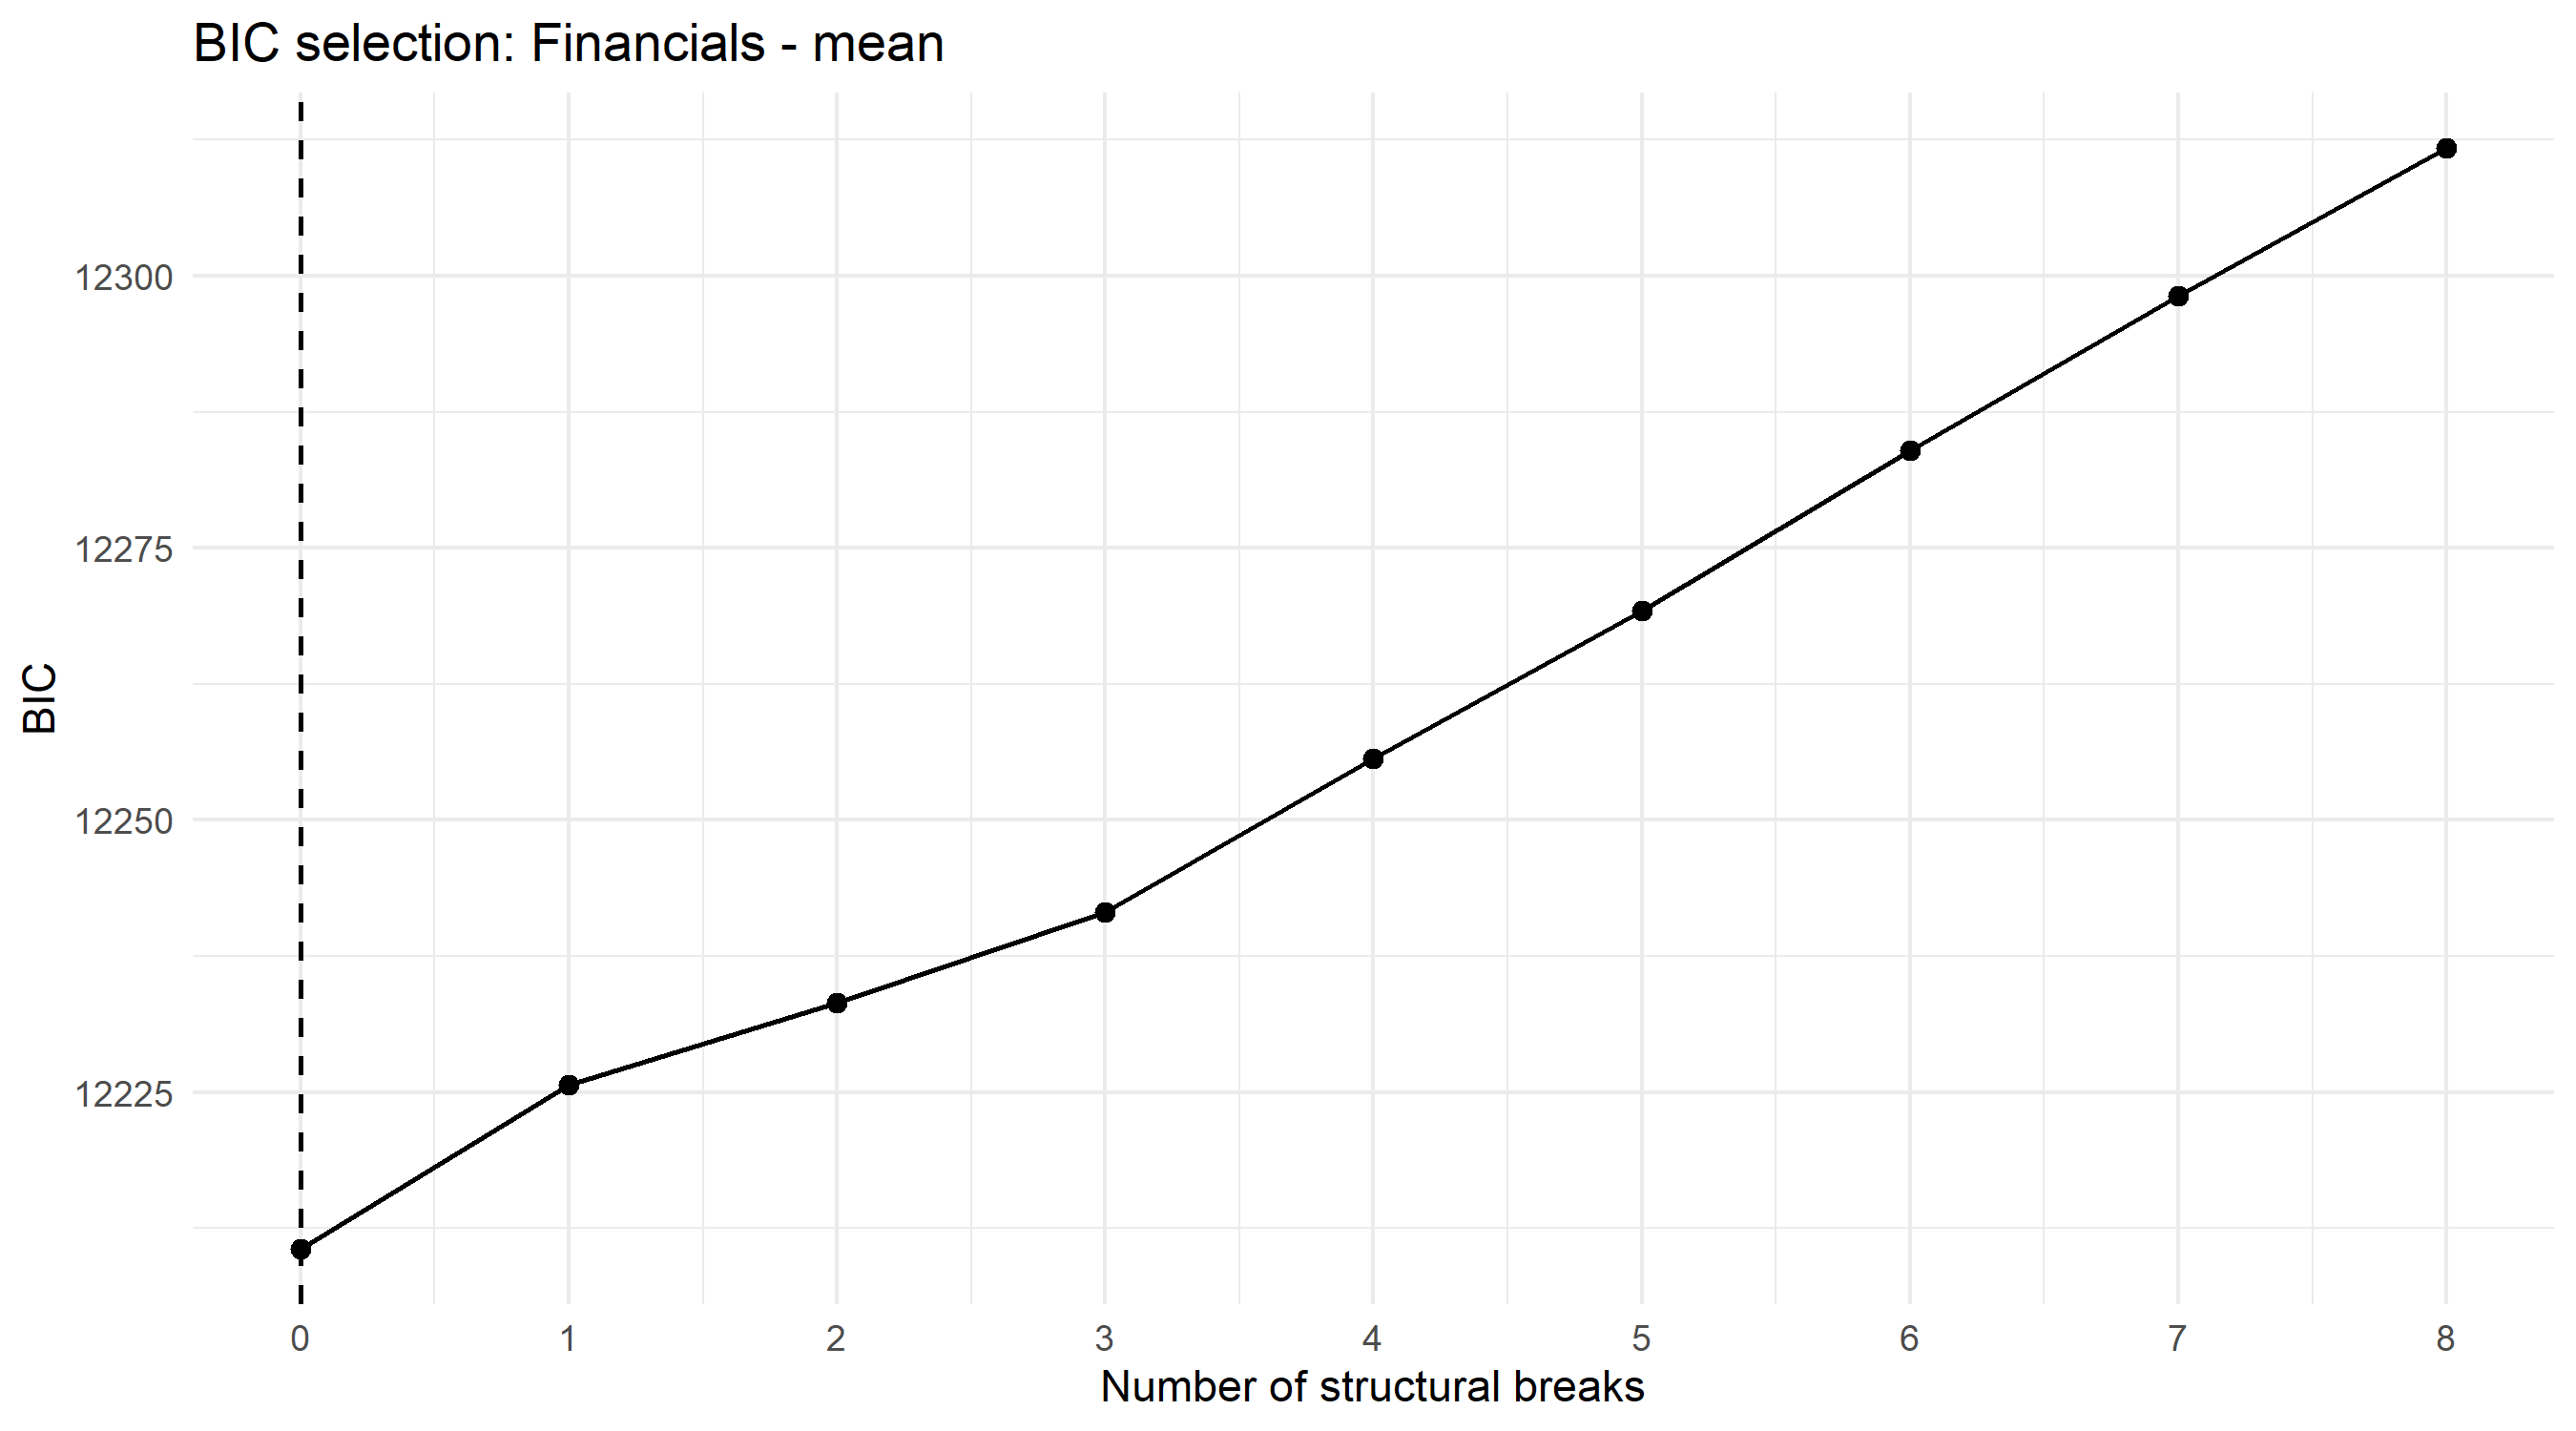 BIC selection: Financials - mean
12300
12275
12250
12225
BIC
0 1 2 3 4 5 6 7 8
Number of structural breaks